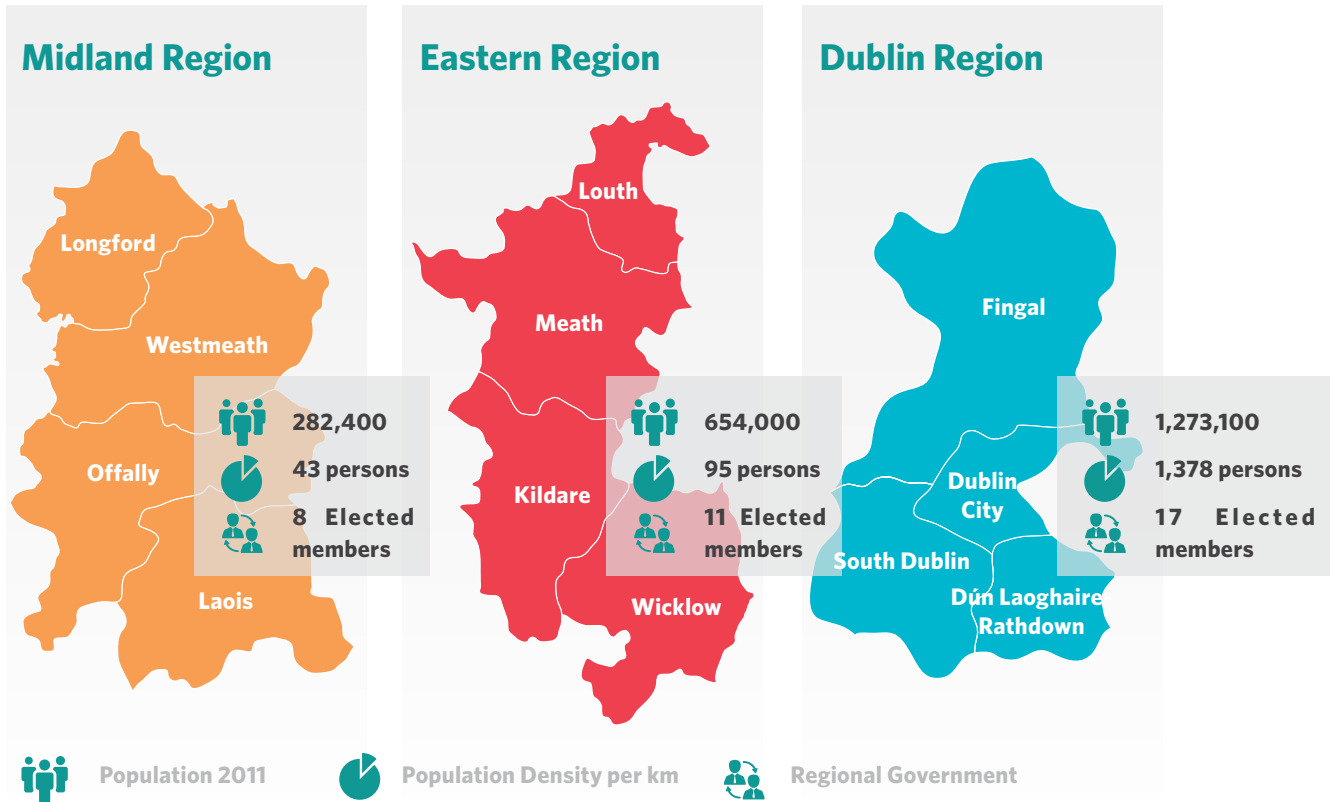 Midland Region
Longford
Westmeath
Offally
Laois
282,400
43 persons
8 Elected
members
Eastern Region
Louth
Meath
Kildare
Wicklow
654,000
95 persons
11 Elected
members
Dublin Region
Fingal
Dublin
City
South Dublin
Dún Laoghaire-
Rathdown
1,273,100
1,378 persons
17 Elected
members
Population 2011
Population Density per km
Regional Government